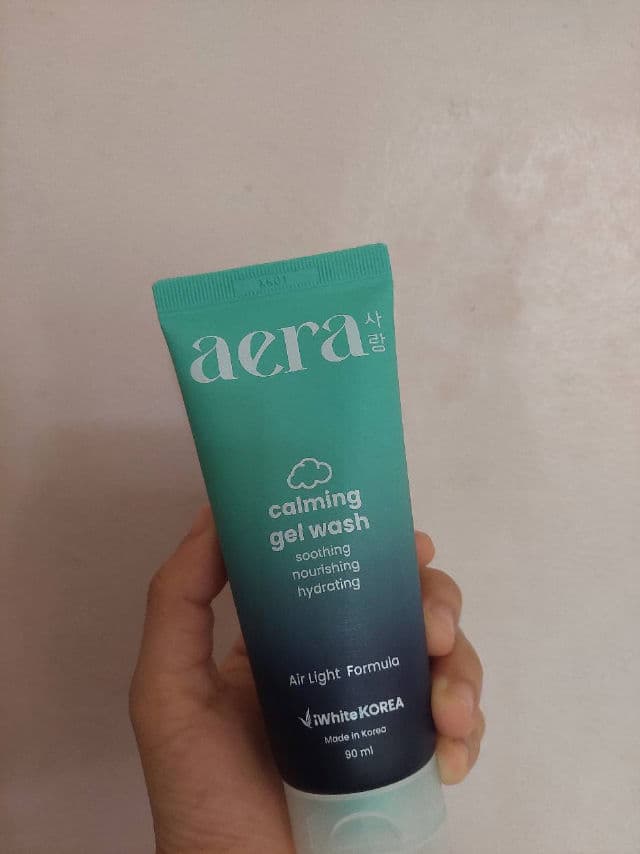 aera 사랑
calming
gel wash
soothing
nourishing
hydrating
Air Light Formula
iWhiteKOREA
Made in Korea
90 ml